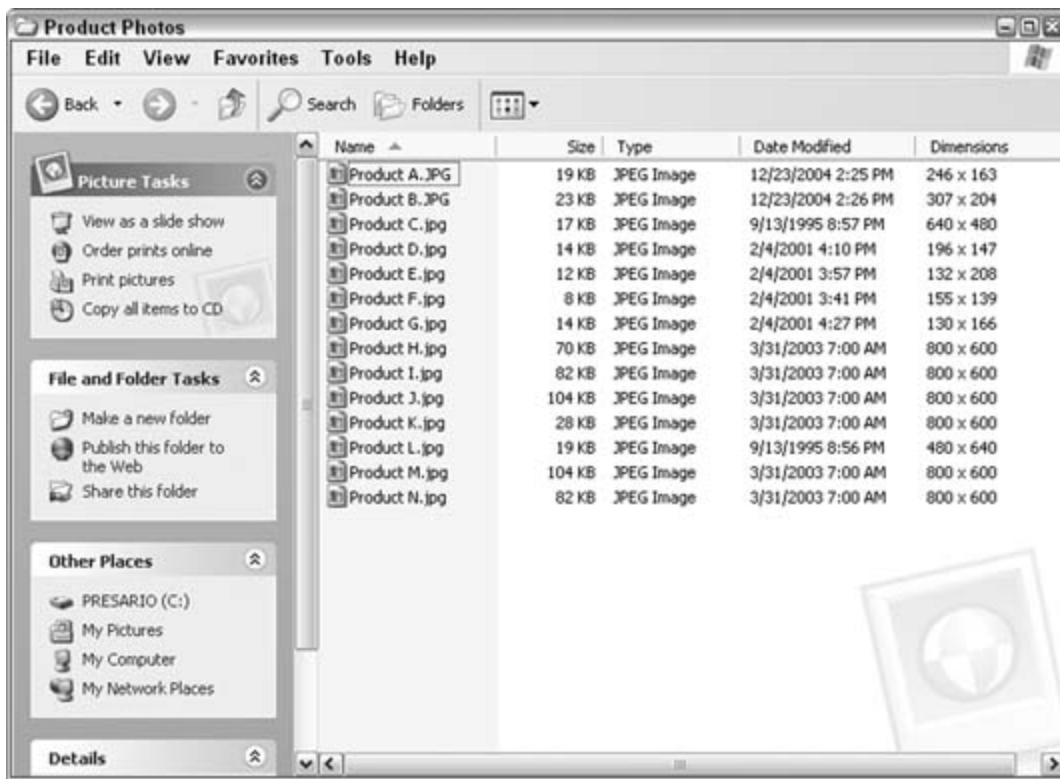 Product Photos
File Edit View Favorites Tools Help
Back Search Folders
Name Size Type Date Modified Dimensions
Picture Tasks
View as a slide show
Order prints online
Print pictures
Copy all items to CD
File and Folder Tasks
Make a new folder
Publish this folder to
the Web
Share this folder
Other Places
PRESARIO (C:)
My Pictures
My Computer
My Network Places
Details
Product A.JPG 19 KB JPEG Image 12/23/2004 2:25 PM 246 x 163
Product B.JPG 23 KB JPEG Image 12/23/2004 2:26 PM 307 x 204
Product C.jpg 17 KB JPEG Image 9/13/1995 8:57 PM 640 x 480
Product D.jpg 14 KB JPEG Image 2/4/2001 4:10 PM 196 x 147
Product E.jpg 12 KB JPEG Image 2/4/2001 3:57 PM 132 x 208
Product F.jpg 8 KB JPEG Image 2/4/2001 3:41 PM 155 x 139
Product G.jpg 14 KB JPEG Image 2/4/2001 4:27 PM 130 x 166
Product H.jpg 70 KB JPEG Image 3/31/2003 7:00 AM 800 x 600
Product I.jpg 82 KB JPEG Image 3/31/2003 7:00 AM 800 x 600
Product J.jpg 104 KB JPEG Image 3/31/2003 7:00 AM 800 x 600
Product K.jpg 28 KB JPEG Image 3/31/2003 7:00 AM 800 x 600
Product L.jpg 19 KB JPEG Image 9/13/1995 8:56 PM 480 x 640
Product M.jpg 104 KB JPEG Image 3/31/2003 7:00 AM 800 x 600
Product N.jpg 82 KB JPEG Image 3/31/2003 7:00 AM 800 x 600